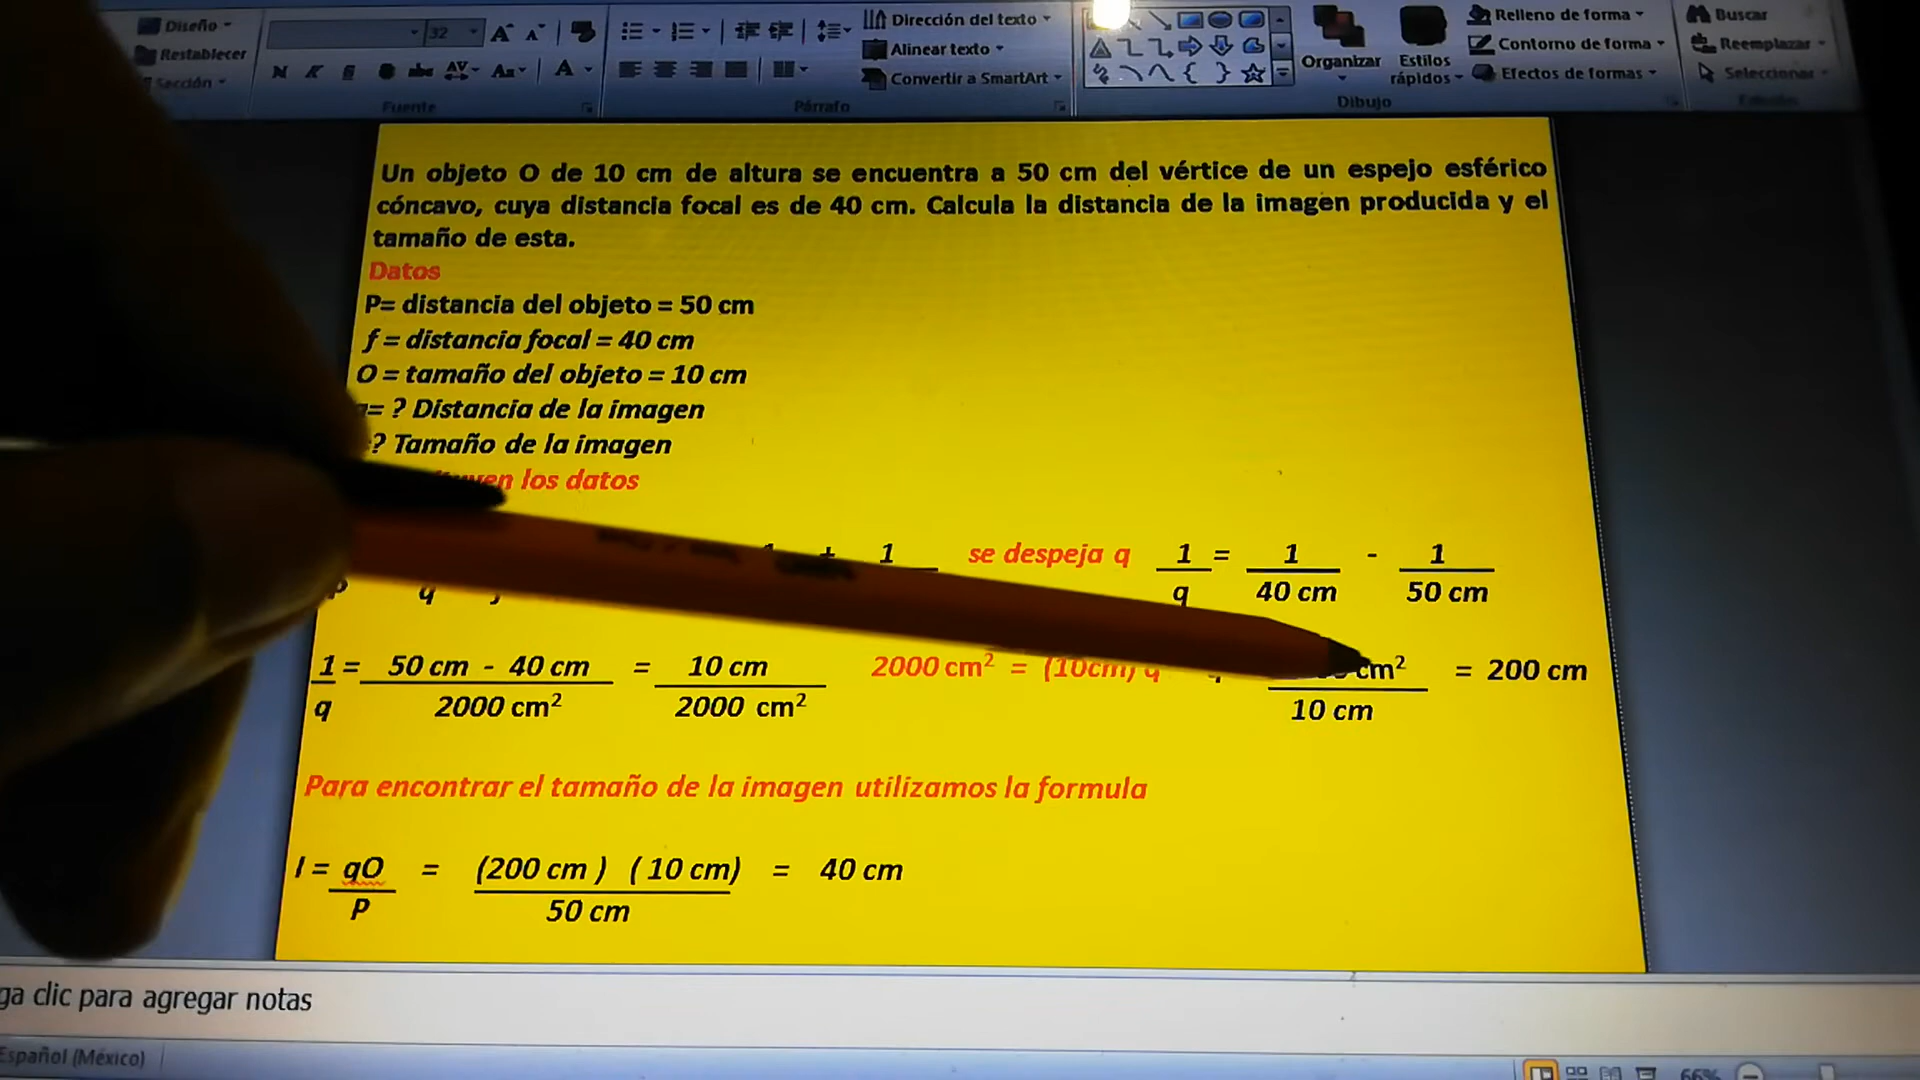 Diseño
Restablecer
Sección
32
N K
Fuente
Párrafo
Dirección del texto
Alinear texto
Convertir a SmartArt
Organizar
Estilos rápidos
Relleno de forma
Contorno de forma
Efectos de formas
Dibujo
Buscar
Reemplazar
Seleccionar
Un objeto O de 10 cm de altura se encuentra a 50 cm del vértice de un espejo esférico
cóncavo, cuya distancia focal es de 40 cm. Calcula la distancia de la imagen producida y el
tamaño de esta.
Datos
P= distancia del objeto = 50 cm
f = distancia focal = 40 cm
O = tamaño del objeto = 10 cm
= ? Distancia de la imagen
? Tamaño de la imagen
los datos
+ 1 se despeja q 1 = 1 - 1
q 40 cm 50 cm
1 = 50 cm - 40 cm = 10 cm 2000 cm² = (10cm) q cm² = 200 cm
q 2000 cm² 2000 cm² 10 cm
Para encontrar el tamaño de la imagen utilizamos la formula
I = qO = (200 cm ) ( 10 cm) = 40 cm
P 50 cm
ga clic para agregar notas
Español (México)
66%